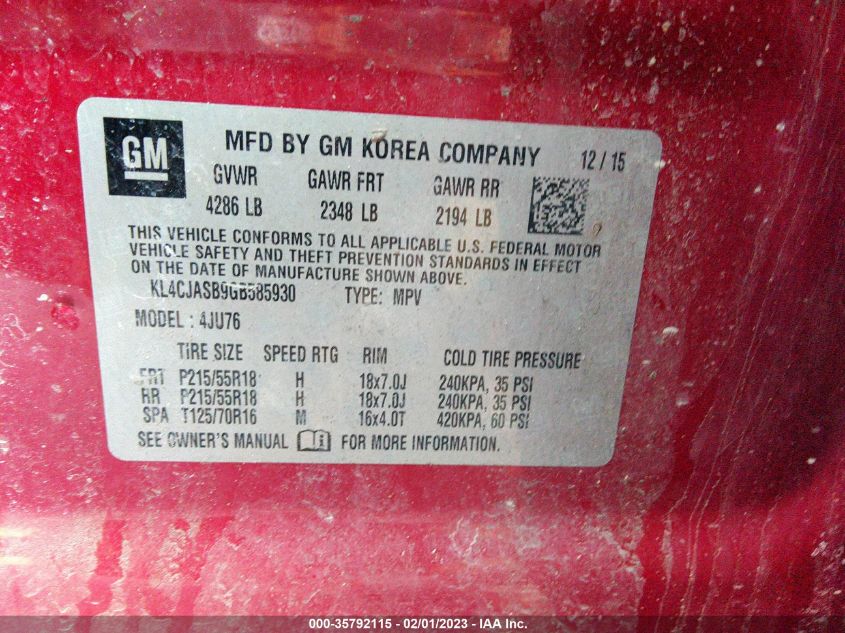 GM
MFD BY GM KOREA COMPANY 12 / 15
GVWR GAWR FRT GAWR RR
4286 LB 2348 LB 2194 LB
THIS VEHICLE CONFORMS TO ALL APPLICABLE U.S. FEDERAL MOTOR
VEHICLE SAFETY AND THEFT PREVENTION STANDARDS IN EFFECT
ON THE DATE OF MANUFACTURE SHOWN ABOVE.
KL4CJASB9GB585930 TYPE: MPV
MODEL : 4JU76
TIRE SIZE SPEED RTG RIM COLD TIRE PRESSURE
FRT P215/55R18 H 18x7.0J 240KPA, 35 PSI
RR P215/55R18 H 18x7.0J 240KPA, 35 PSI
SPA T125/70R16 M 16x4.0T 420KPA, 60 PSI
SEE OWNER'S MANUAL FOR MORE INFORMATION.
000-35792115 - 02/01/2023 - IAA Inc.